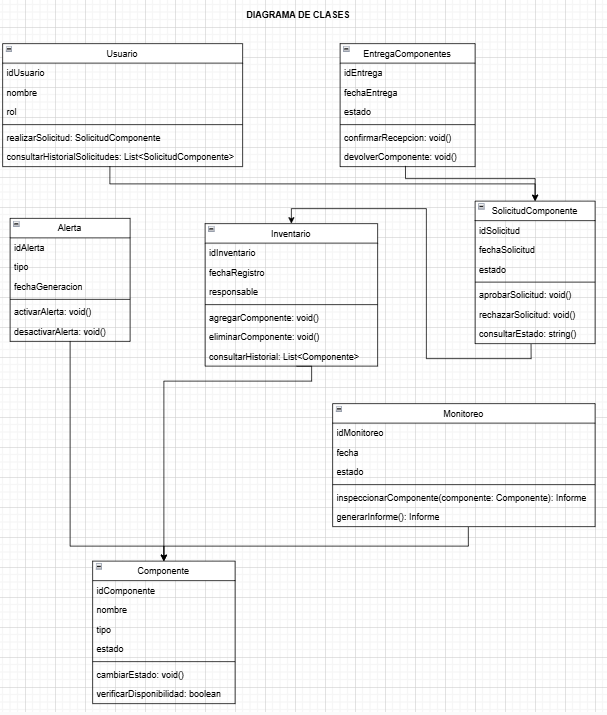 DIAGRAMA DE CLASES
Usuario
idUsuario
nombre
rol
realizarSolicitud: SolicitudComponente
consultarHistorialSolicitudes: List<SolicitudComponente>
EntregaComponentes
idEntrega
fechaEntrega
estado
confirmarRecepcion: void()
devolverComponente: void()
Alerta
idAlerta
tipo
fechaGeneracion
activarAlerta: void()
desactivarAlerta: void()
Inventario
idInventario
fechaRegistro
responsable
agregarComponente: void()
eliminarComponente: void()
consultarHistorial: List<Componente>
SolicitudComponente
idSolicitud
fechaSolicitud
estado
aprobarSolicitud: void()
rechazarSolicitud: void()
consultarEstado: string()
Monitoreo
idMonitoreo
fecha
estado
inspeccionarComponente(componente: Componente): Informe
generarInforme(): Informe
Componente
idComponente
nombre
tipo
estado
cambiarEstado: void()
verificarDisponibilidad: boolean